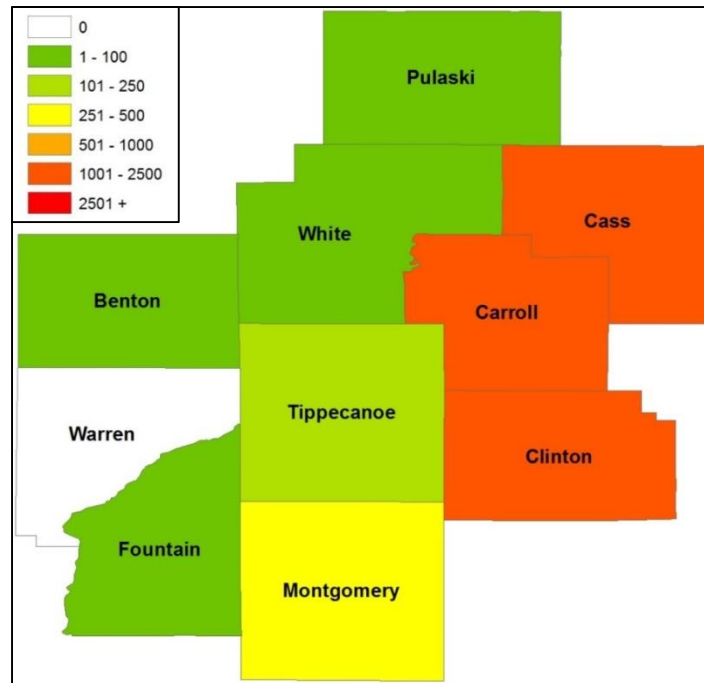 0
1 - 100
101 - 250
251 - 500
501 - 1000
1001 - 2500
2501 +
Pulaski
White
Cass
Benton
Carroll
Tippecanoe
Warren
Clinton
Fountain
Montgomery